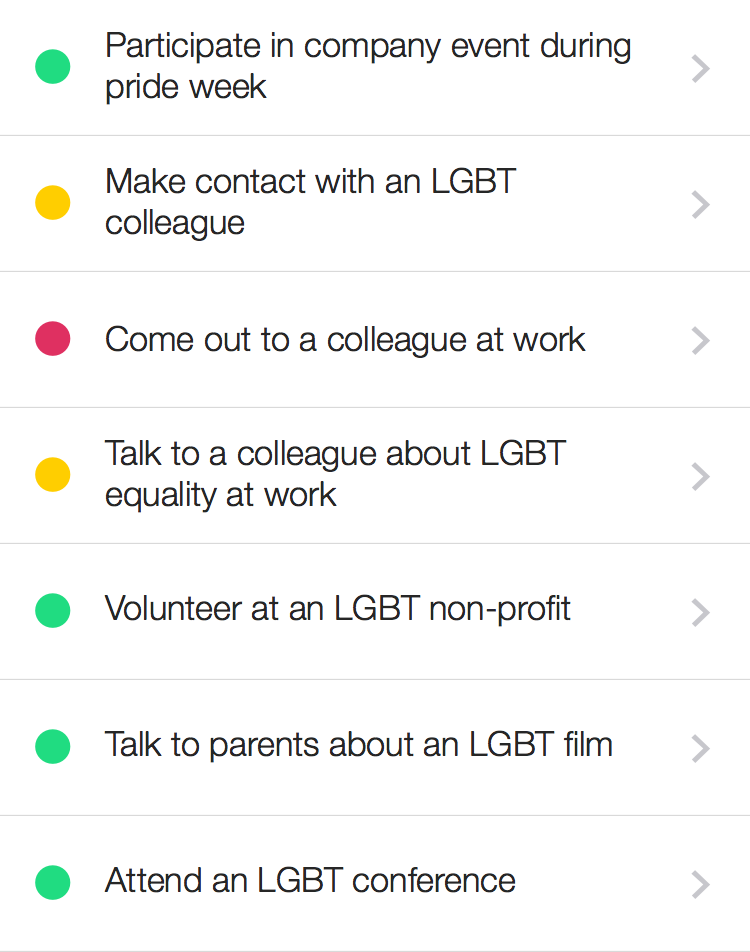 Participate in company event during
pride week
Make contact with an LGBT
colleague
Come out to a colleague at work
Talk to a colleague about LGBT
equality at work
Volunteer at an LGBT non-profit
Talk to parents about an LGBT film
Attend an LGBT conference